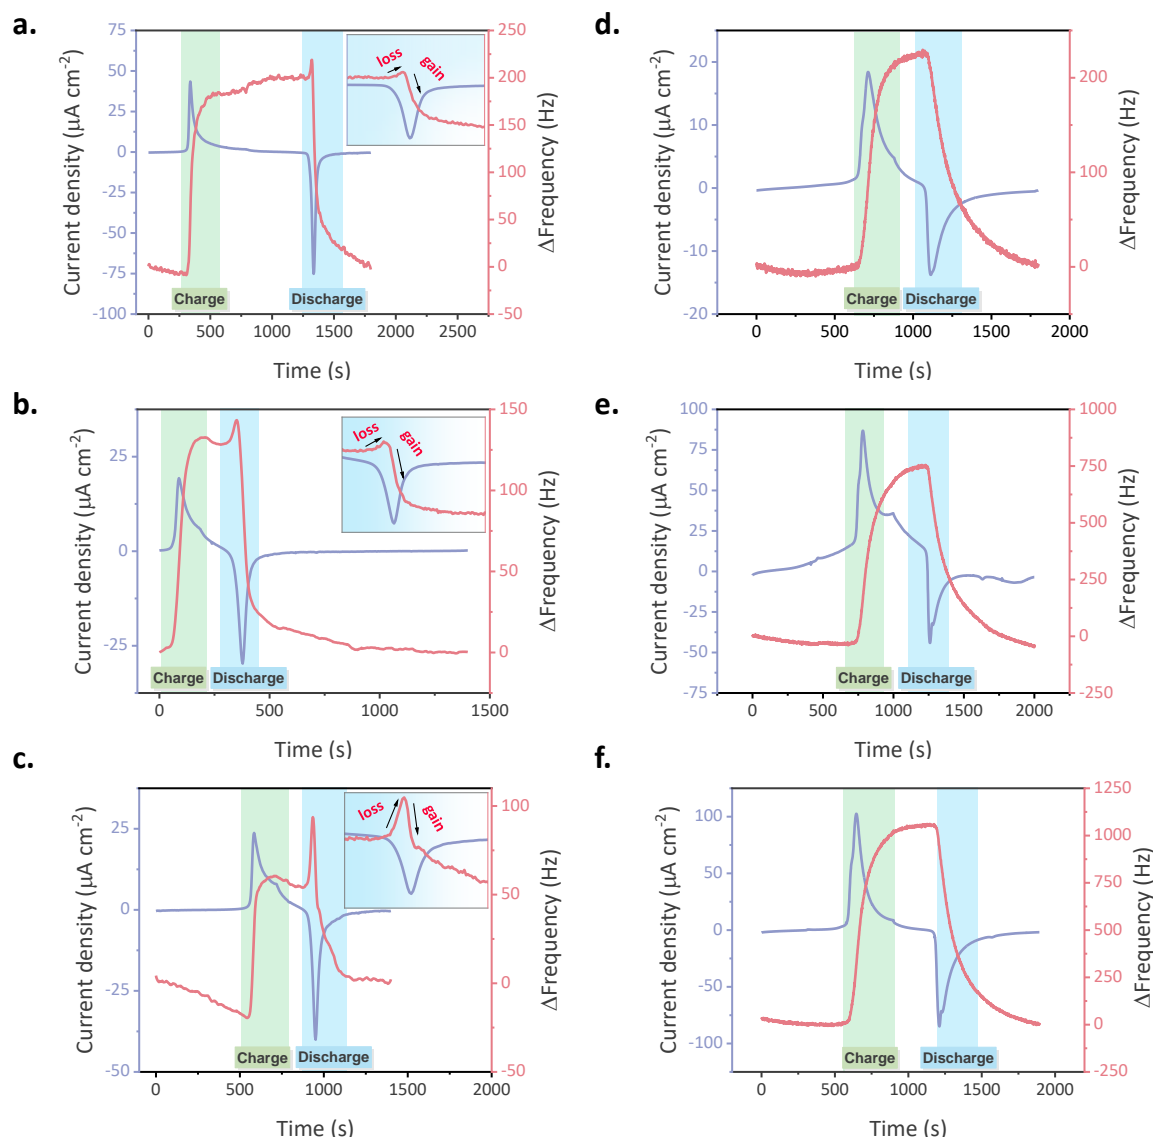 a.
Current density (µA cm⁻²)
75
50
25
0
-25
-50
-75
-100
250
200
150
100
50
0
-50
ΔFrequency (Hz)
loss
gain
Charge
Discharge
0 500 1000 1500 2000 2500
Time (s)
d.
Current density (µA cm⁻²)
20
10
0
-10
-20
200
100
0
ΔFrequency (Hz)
Charge
Discharge
0 500 1000 1500 2000
Time (s)
b.
Current density (µA cm⁻²)
25
0
-25
150
100
50
0
ΔFrequency (Hz)
loss
gain
Charge
Discharge
0 500 1000 1500
Time (s)
e.
Current density (µA cm⁻²)
100
75
50
25
0
-25
-50
-75
1000
750
500
250
0
-250
ΔFrequency (Hz)
Charge
Discharge
0 500 1000 1500 2000
Time (s)
c.
Current density (µA cm⁻²)
25
0
-25
-50
100
50
0
-50
ΔFrequency (Hz)
loss
gain
Charge
Discharge
0 500 1000 1500 2000
Time (s)
f.
Current density (µA cm⁻²)
100
50
0
-50
-100
1250
1000
750
500
250
0
-250
ΔFrequency (Hz)
Charge
Discharge
0 500 1000 1500 2000
Time (s)